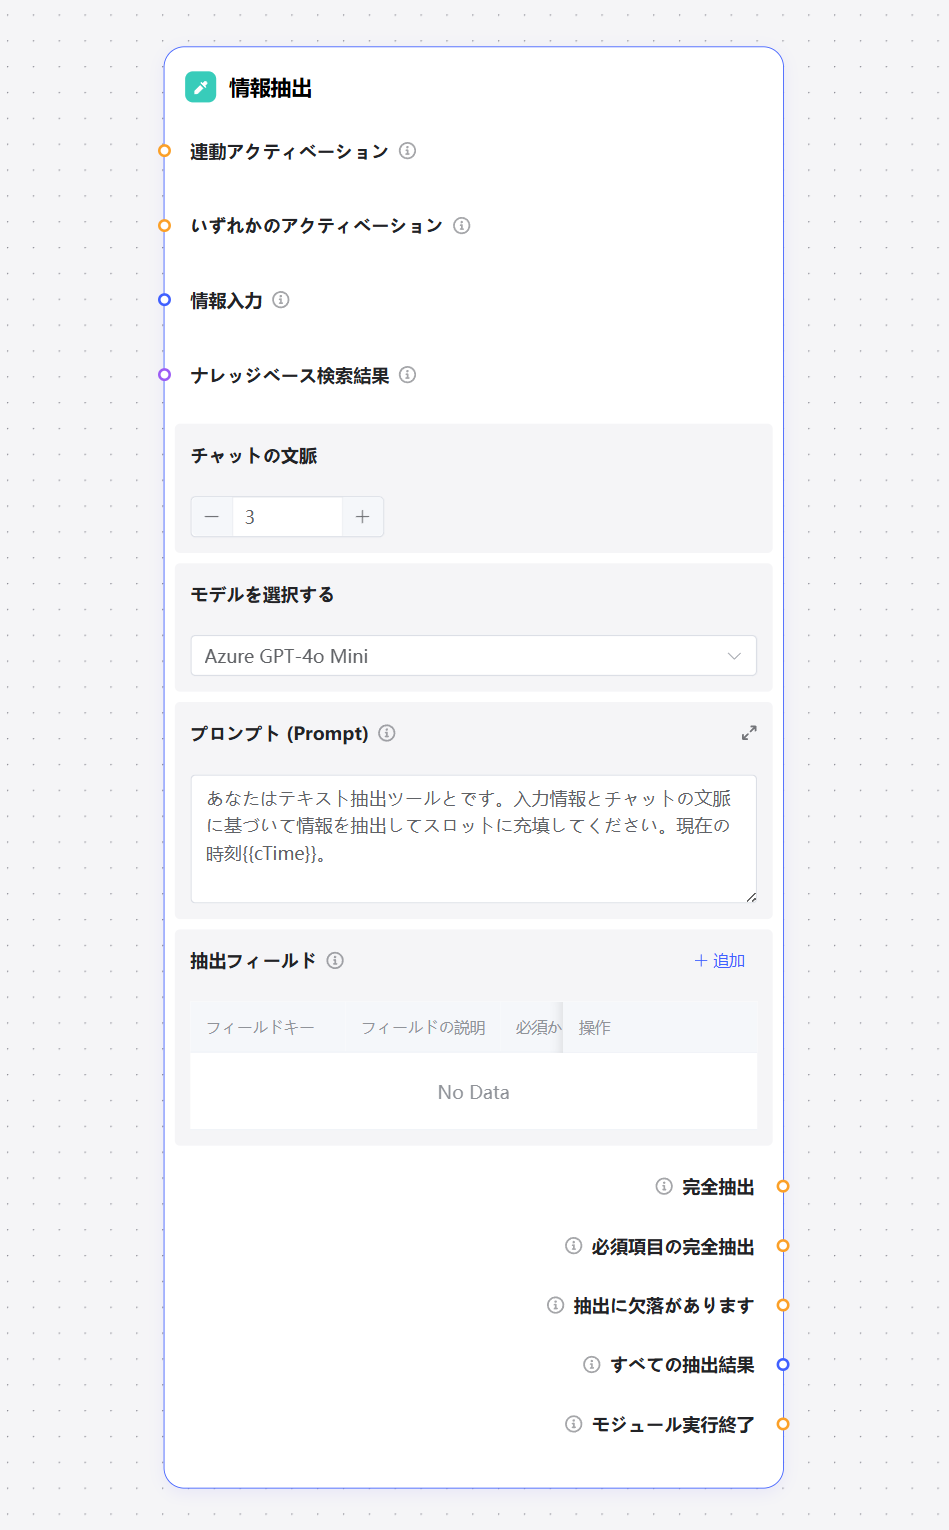 情報抽出
連動アクティベーション
いずれかのアクティベーション
情報入力
ナレッジベース検索結果
チャットの文脈
3
モデルを選択する
Azure GPT-4o Mini
プロンプト (Prompt)
あなたはテキスト抽出ツールとです。入力情報とチャットの文脈
に基づいて情報を抽出してスロットに充填してください。現在の
時刻{{cTime}}。
抽出フィールド
+ 追加
フィールドキー フィールドの説明 必須か 操作
No Data
完全抽出
必須項目の完全抽出
抽出に欠落があります
すべての抽出結果
モジュール実行終了